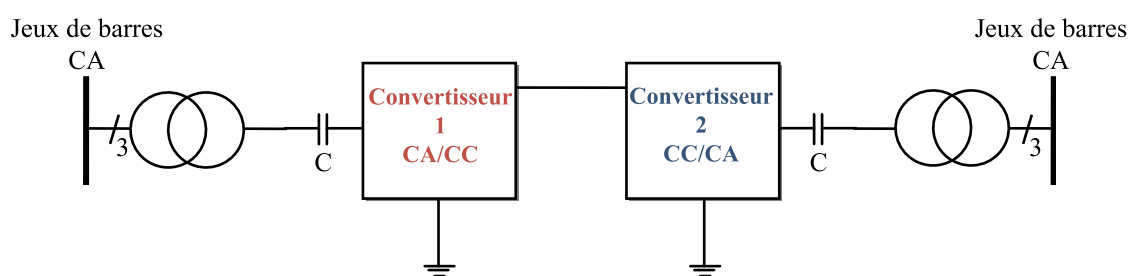 Jeux de barres
CA
3
C
Convertisseur
1
CA/CC
Convertisseur
2
CC/CA
C
3
Jeux de barres
CA